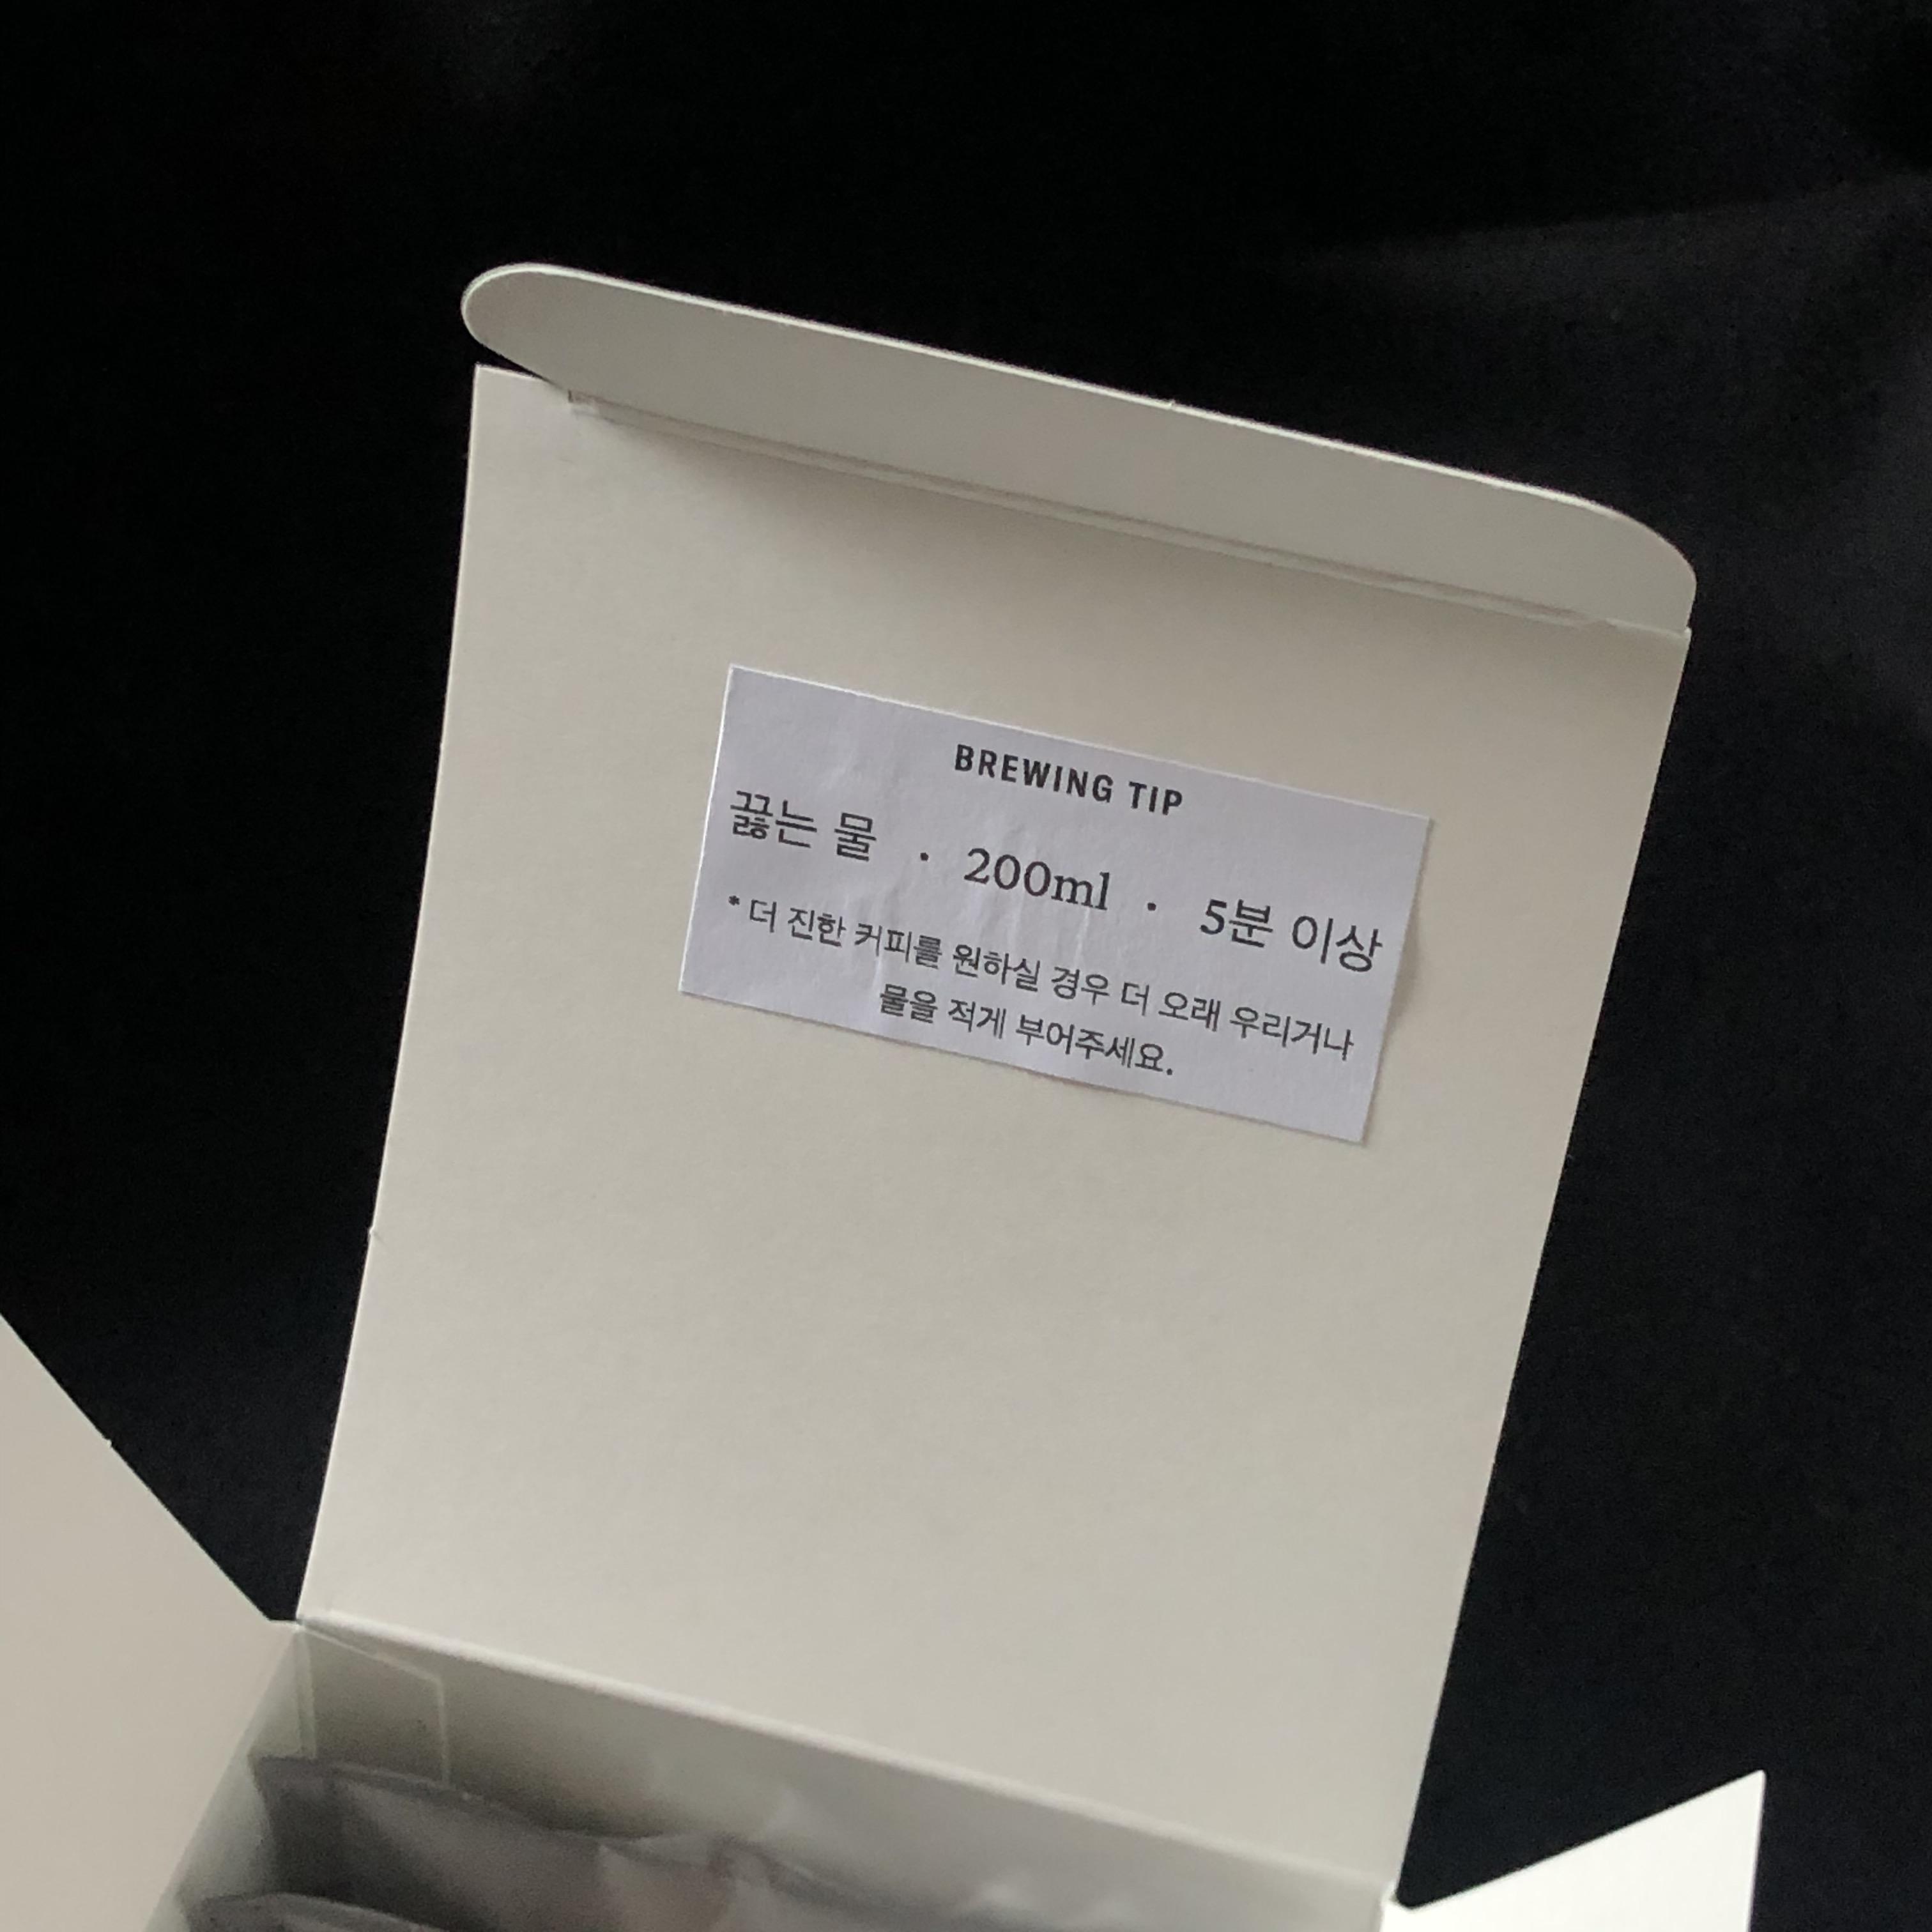 BREWING TIP
끓는 물 · 200ml · 5분 이상
* 더 진한 커피를 원하실 경우 더 오래 우리거나
물을 적게 부어주세요.